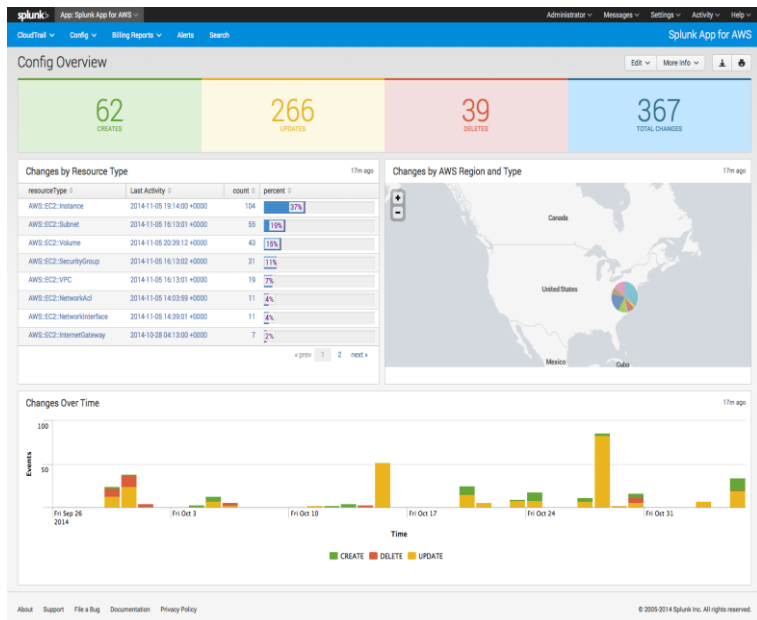 splunk> App: Splunk App for AWS Administrator Messages Settings Activity Help
CloudTrail Config Billing Reports Alerts Search Splunk App for AWS
Config Overview Edit More Info
62 266 39 367
CREATES UPDATES DELETES TOTAL CHANGES
Changes by Resource Type 17m ago
resourceType Last Activity count percent
AWS::EC2::Instance 2014-11-05 19:14:00 +0000 104 37%
AWS::EC2::Subnet 2014-11-05 16:13:01 +0000 55 19%
AWS::EC2::Volume 2014-11-05 20:39:12 +0000 43 15%
AWS::EC2::SecurityGroup 2014-11-05 16:13:02 +0000 31 11%
AWS::EC2::VPC 2014-11-05 16:13:01 +0000 19 7%
AWS::EC2::NetworkAcl 2014-11-05 14:03:59 +0000 11 4%
AWS::EC2::NetworkInterface 2014-11-05 14:39:01 +0000 11 4%
AWS::EC2::InternetGateway 2014-10-28 04:13:00 +0000 7 2%
« prev 1 2 next »
Changes by AWS Region and Type 17m ago
+
-
Canada
United States
Mexico Cuba
Changes Over Time 17m ago
100
50
Events
Fri Sep 26 Fri Oct 3 Fri Oct 10 Fri Oct 17 Fri Oct 24 Fri Oct 31
2014
Time
CREATE DELETE UPDATE
About Support File a Bug Documentation Privacy Policy © 2005-2014 Splunk Inc. All rights reserved.